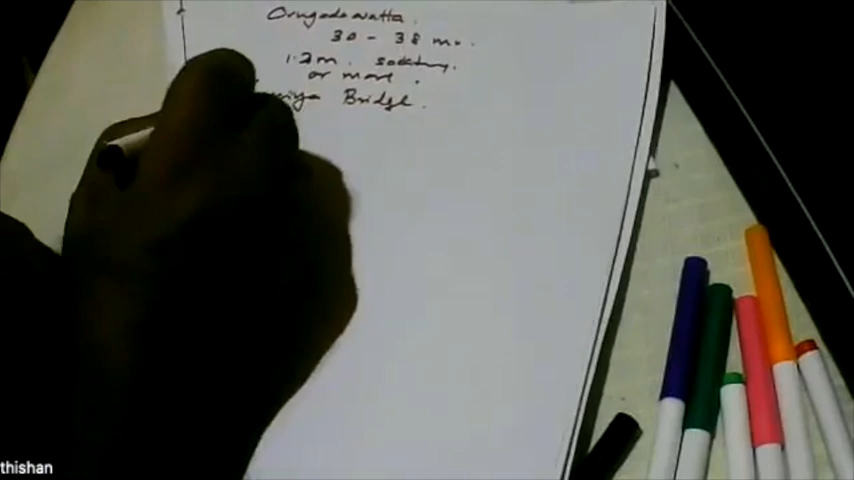 Orugodawatta.
30 - 38 m.
1.2m. 
or more.
Bridge.
thishan